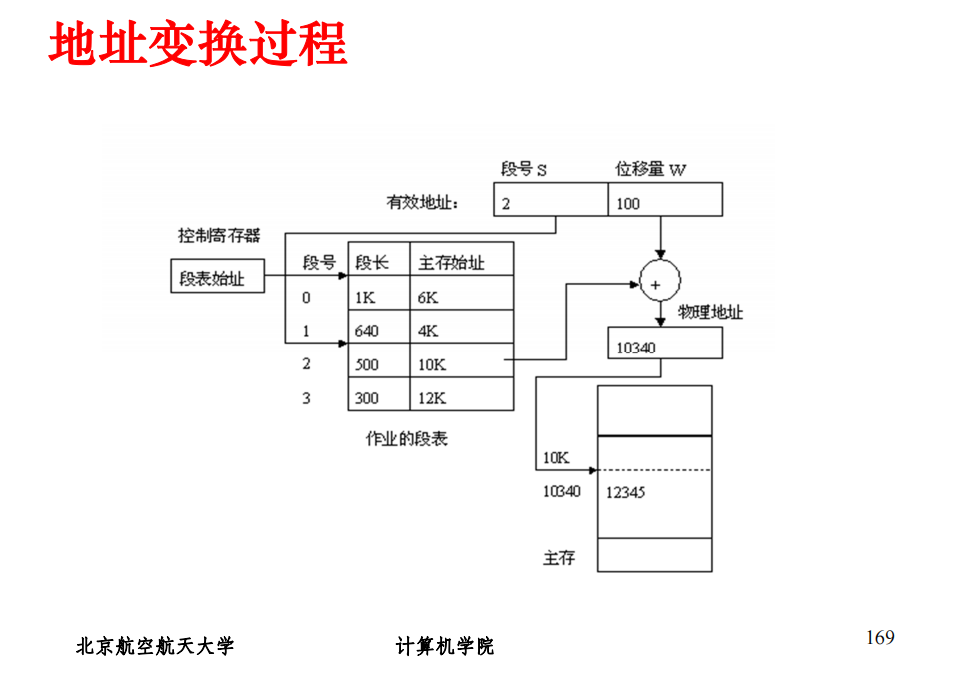 地址变换过程
段号 S 位移量 W
有效地址： 2 100
控制寄存器
段表始址
段号 段长 主存始址
0 1K 6K
1 640 4K
2 500 10K
3 300 12K
作业的段表
+
物理地址
10340
10K
10340 12345
主存
北京航空航天大学 计算机学院 169